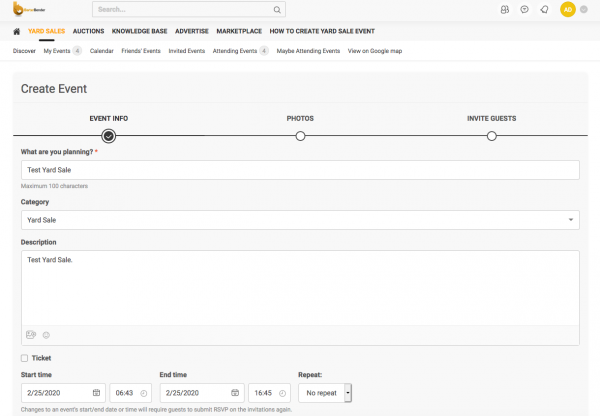 Search...
AB
YARD SALES AUCTIONS KNOWLEDGE BASE ADVERTISE MARKETPLACE HOW TO CREATE YARD SALE EVENT
Discover My Events 4 Calendar Friends' Events Invited Events Attending Events 4 Maybe Attending Events View on Google map
Create Event
EVENT INFO PHOTOS INVITE GUESTS
What are you planning? *
Test Yard Sale
Maximum 100 characters
Category
Yard Sale
Description
Test Yard Sale.
Ticket
Start time End time Repeat:
2/25/2020 06:43 2/25/2020 16:45 No repeat
Changes to an event's start/end date or time will require guests to submit RSVP on the invitations again.